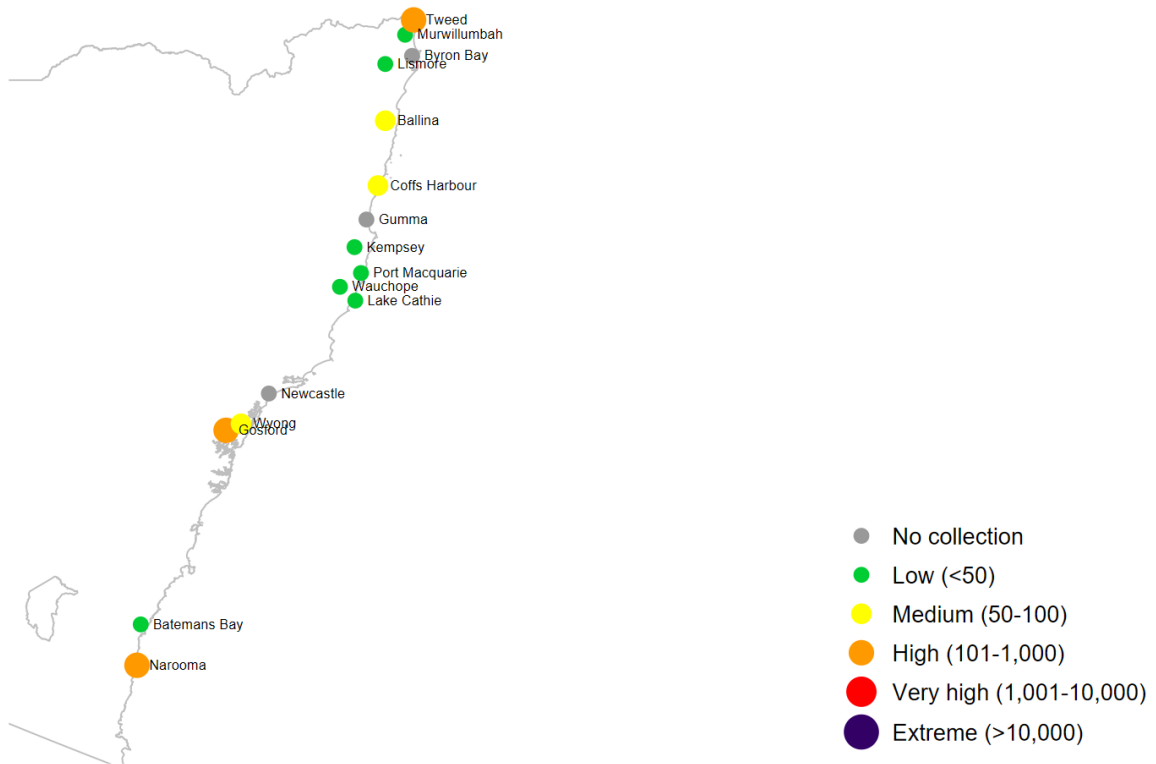 Tweed
Murwillumbah
Byron Bay
Lismore
Ballina
Coffs Harbour
Gumma
Kempsey
Port Macquarie
Wauchope
Lake Cathie
Newcastle
Wyong
Gosford
Batemans Bay
Narooma
No collection
Low (<50)
Medium (50-100)
High (101-1,000)
Very high (1,001-10,000)
Extreme (>10,000)